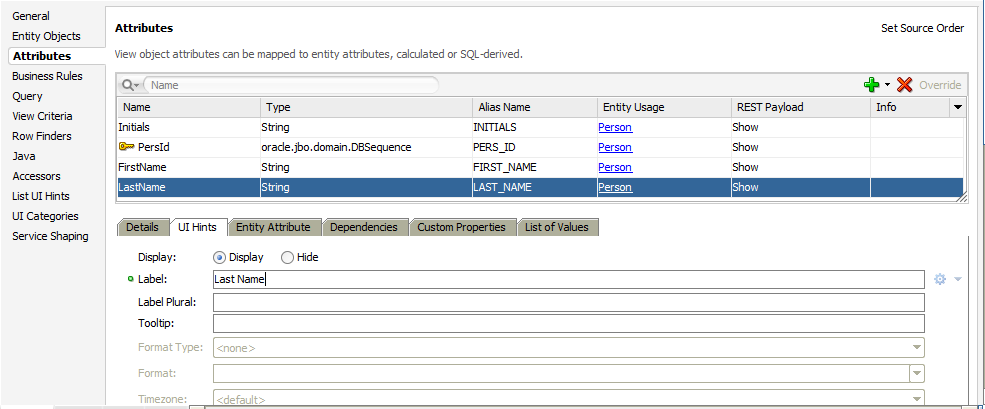 General
Entity Objects
Attributes
Business Rules
Query
View Criteria
Row Finders
Java
Accessors
List UI Hints
UI Categories
Service Shaping
Attributes
Set Source Order
View object attributes can be mapped to entity attributes, calculated or SQL-derived.
Name
Override
Name Type Alias Name Entity Usage REST Payload Info
Initials String INITIALS Person Show
PersId oracle.jbo.domain.DBSequence PERS_ID Person Show
FirstName String FIRST_NAME Person Show
LastName String LAST_NAME Person Show
Details UI Hints Entity Attribute Dependencies Custom Properties List of Values
Display: Display Hide
Label: Last Name
Label Plural:
Tooltip:
Format Type: <none>
Format:
Timezone: <default>